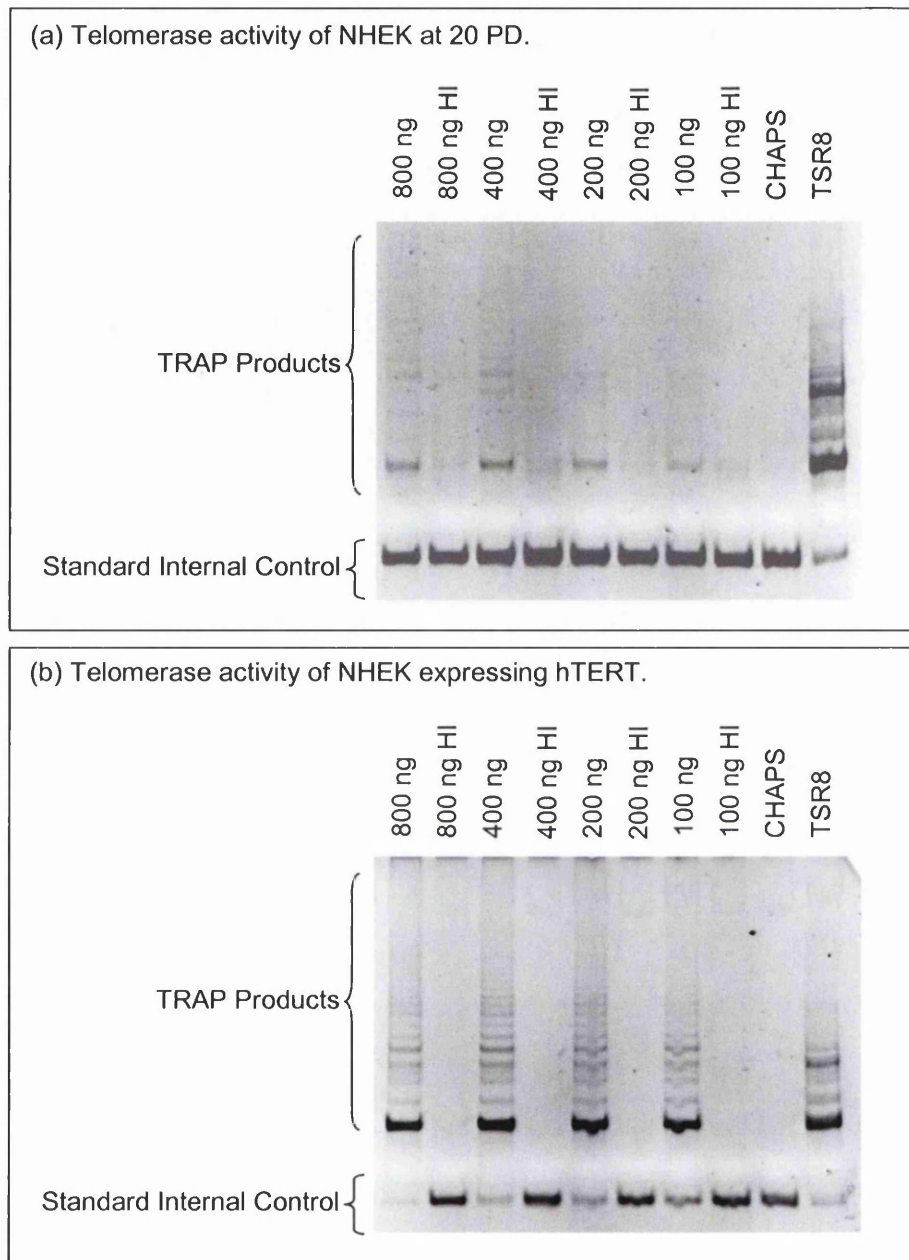 (a) Telomerase activity of NHEK at 20 PD.
800 ng
800 ng HI
400 ng
400 ng HI
200 ng
200 ng HI
100 ng
100 ng HI
CHAPS
TSR8
TRAP Products
Standard Internal Control
(b) Telomerase activity of NHEK expressing hTERT.
800 ng
800 ng HI
400 ng
400 ng HI
200 ng
200 ng HI
100 ng
100 ng HI
CHAPS
TSR8
TRAP Products
Standard Internal Control